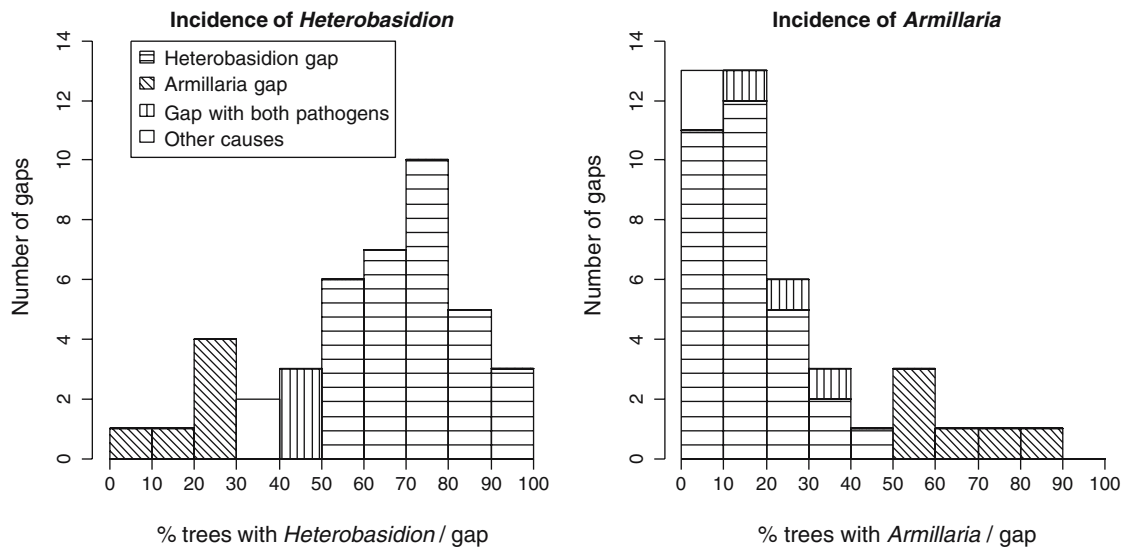 Incidence of Heterobasidion
Number of gaps
14
12
10
8
6
4
2
0
Heterobasidion gap
Armillaria gap
Gap with both pathogens
Other causes
0 10 20 30 40 50 60 70 80 90 100
% trees with Heterobasidion / gap
Incidence of Armillaria
Number of gaps
14
12
10
8
6
4
2
0
0 10 20 30 40 50 60 70 80 90 100
% trees with Armillaria / gap